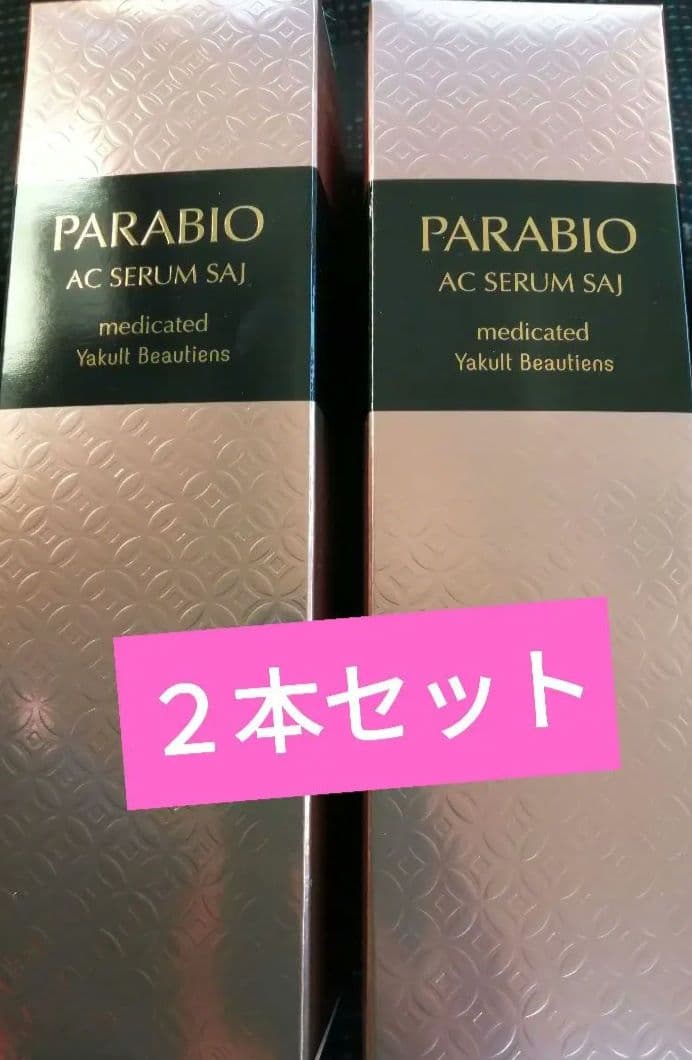 PARABIO
AC SERUM SAJ
medicated
Yakult Beautiens
PARABIO
AC SERUM SAJ
medicated
Yakult Beautiens
２本セット